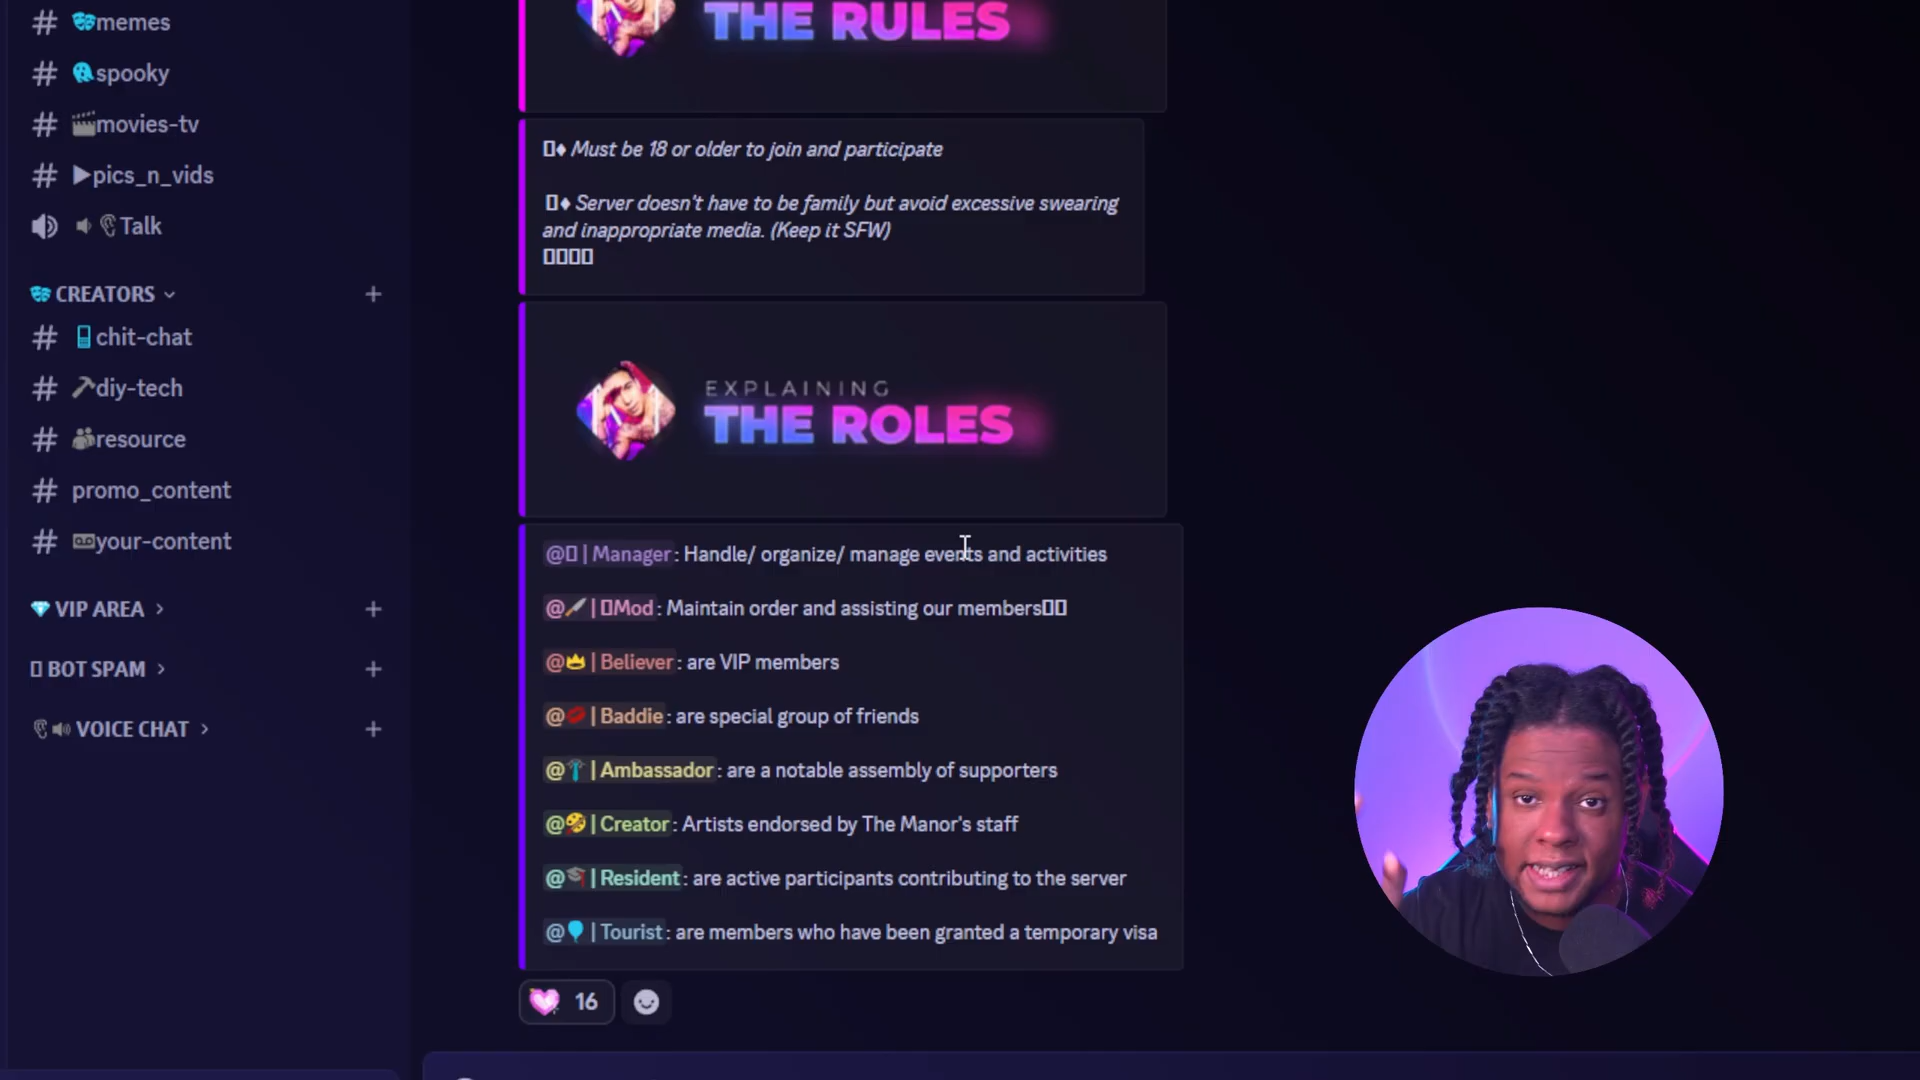 memes
spooky
movies-tv
pics_n_vids
Talk
CREATORS
chit-chat
diy-tech
resource
promo_content
your-content
VIP AREA
BOT SPAM
VOICE CHAT
THE RULES
Must be 18 or older to join and participate
Server doesn't have to be family but avoid excessive swearing
and inappropriate media. (Keep it SFW)
EXPLAINING
THE ROLES
@ | Manager: Handle/ organize/ manage events and activities
@ | Mod: Maintain order and assisting our members
@ | Believer: are VIP members
@ | Baddie: are special group of friends
@ | Ambassador: are a notable assembly of supporters
@ | Creator: Artists endorsed by The Manor's staff
@ | Resident: are active participants contributing to the server
@ | Tourist: are members who have been granted a temporary visa
16